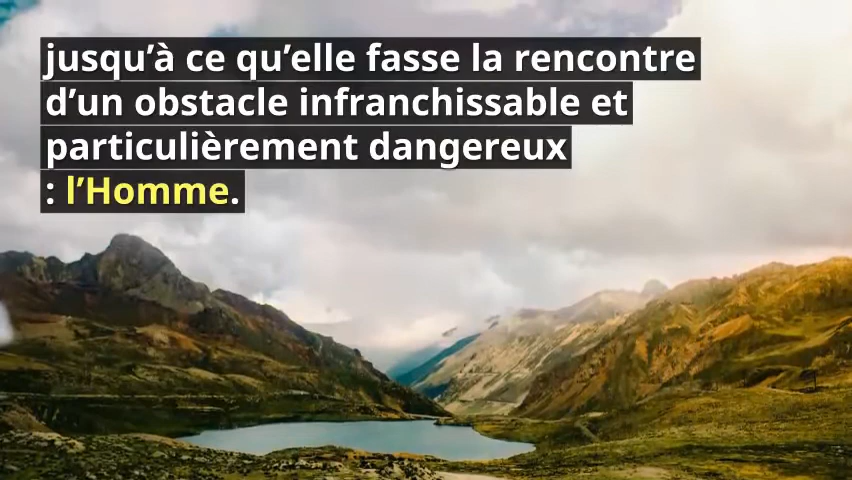 jusqu’à ce qu’elle fasse la rencontre
d’un obstacle infranchissable et
particulièrement dangereux
: l’Homme.